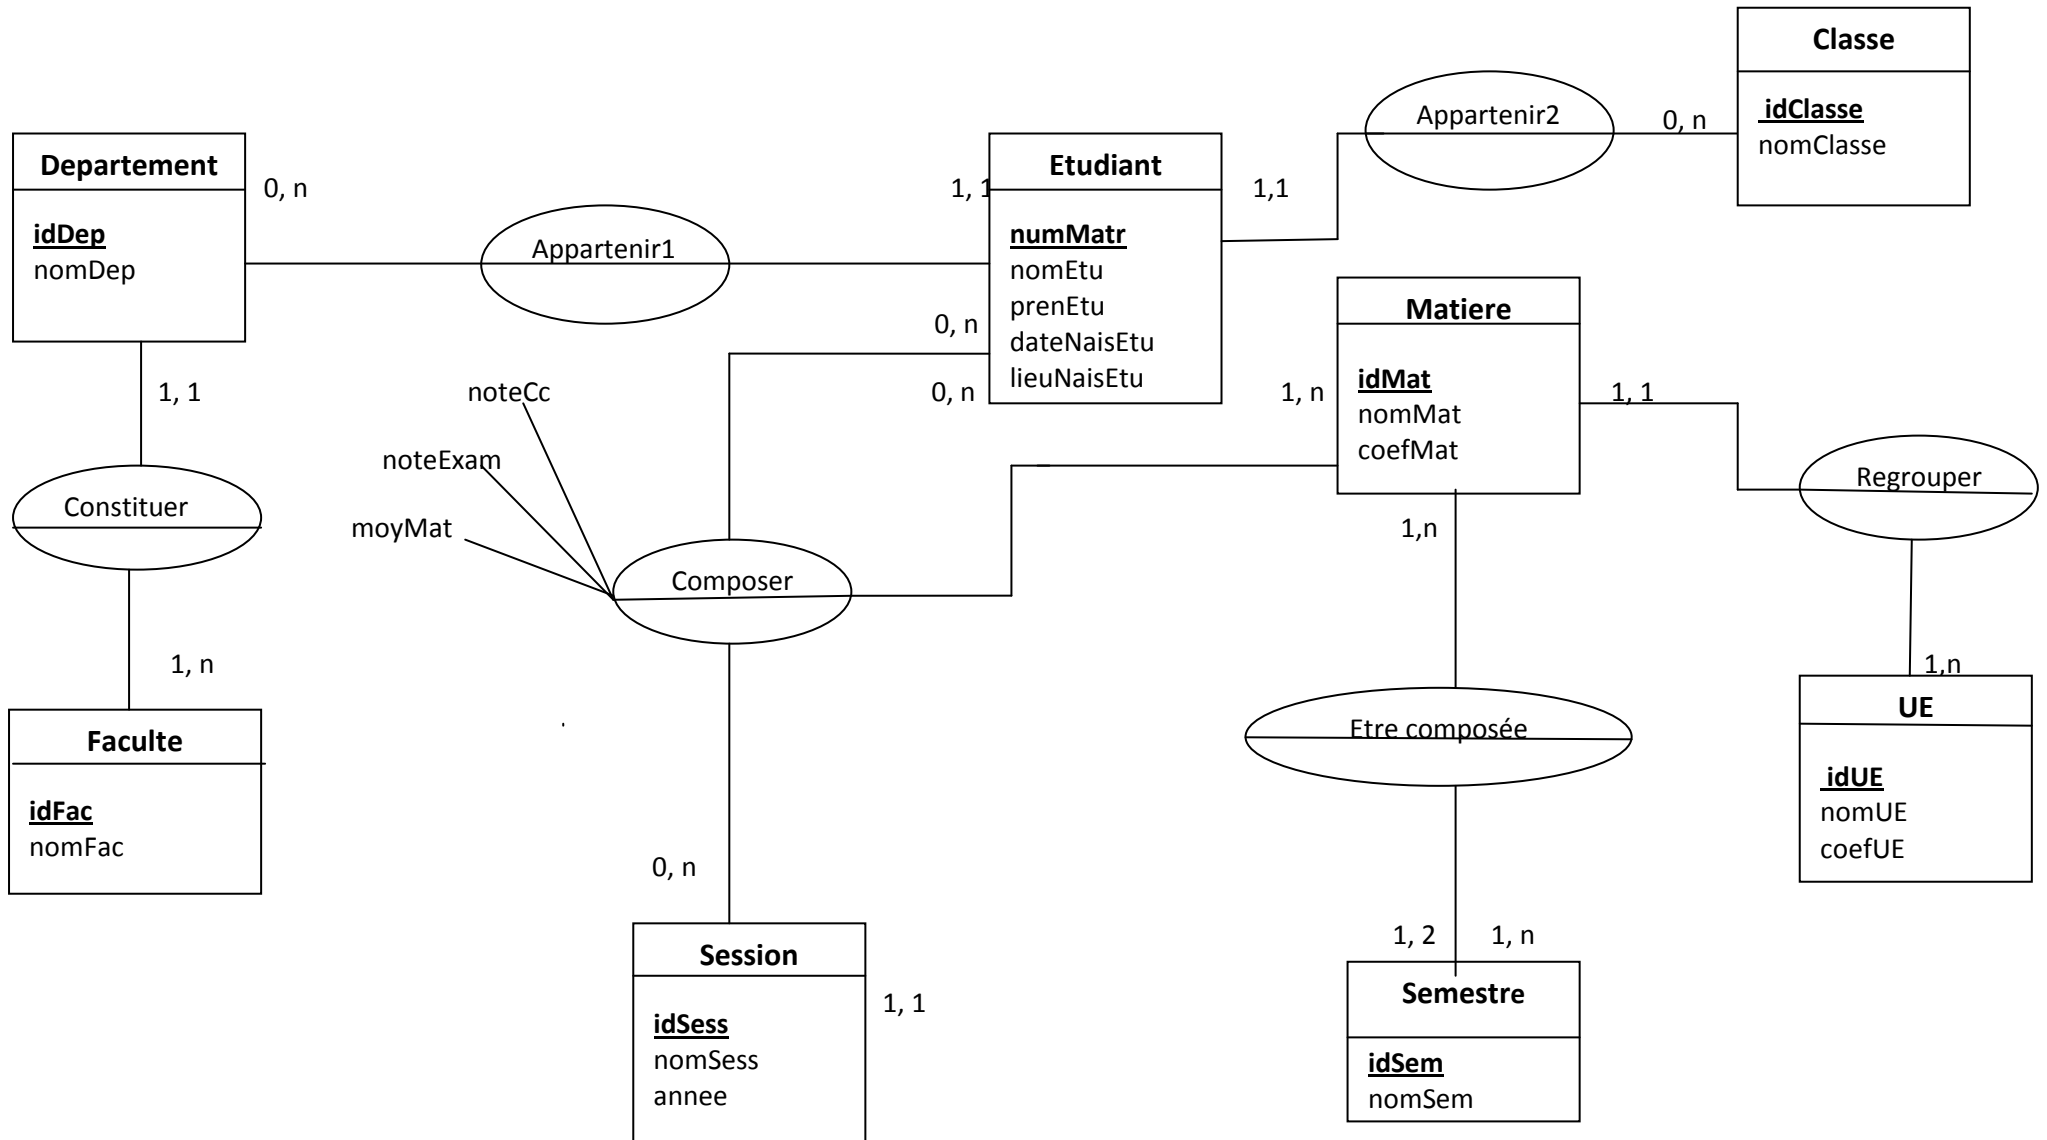 Classe
idClasse
nomClasse
Appartenir2
0, n
Departement
idDep
nomDep
0, n
Appartenir1
1, 1
Etudiant
numMatr
nomEtu
prenEtu
dateNaisEtu
lieuNaisEtu
1,1
0, n
0, n
Matiere
idMat
nomMat
coefMat
1, n
1, 1
Regrouper
1, 1
noteCc
noteExam
moyMat
Constituer
Composer
1,n
1, n
Faculte
idFac
nomFac
Etre composée
1,n
UE
idUE
nomUE
coefUE
0, n
1, 2
1, n
Session
idSess
nomSess
annee
1, 1
Semestre
idSem
nomSem